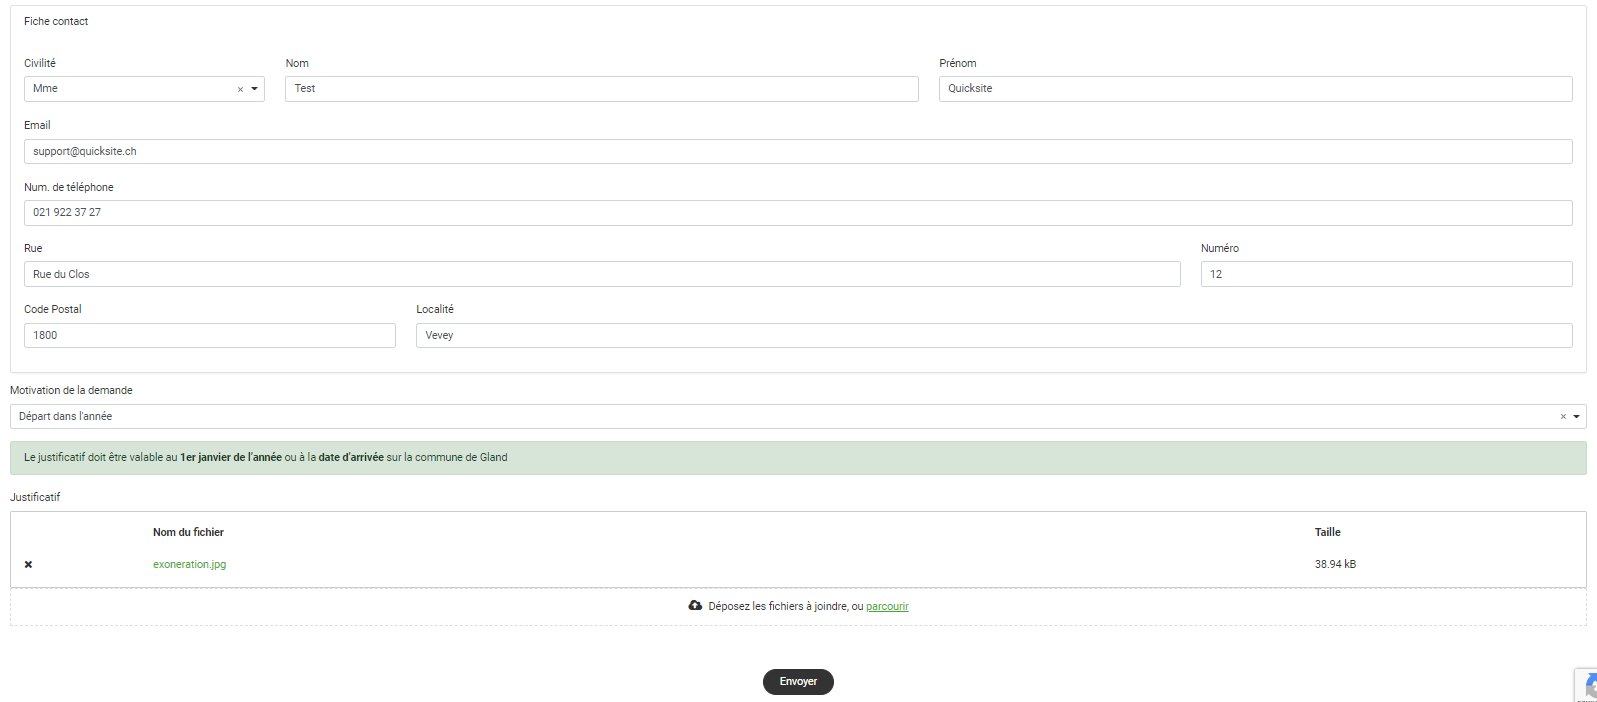 Fiche contact
Civilité Nom Prénom
Mme × Test Quicksite
Email
support@quicksite.ch
Num. de téléphone
021 922 37 27
Rue Numéro
Rue du Clos 12
Code Postal Localité
1800 Vevey
Motivation de la demande
Départ dans l'année ×
Le justificatif doit être valable au 1er janvier de l'année ou à la date d'arrivée sur la commune de Gland
Justificatif
Nom du fichier Taille
exoneration.jpg 38.94 kB
Déposez les fichiers à joindre, ou parcourir
Envoyer